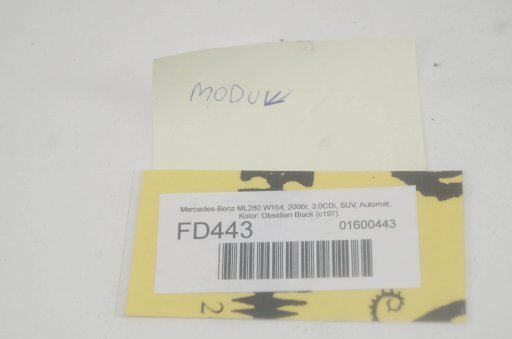 MODUŁ
Mercedes-Benz ML280 W164, 2006r, 3.0CDi, SUV, Automat,
Kolor: Obsidian Black (c197)
FD443
01600443
2